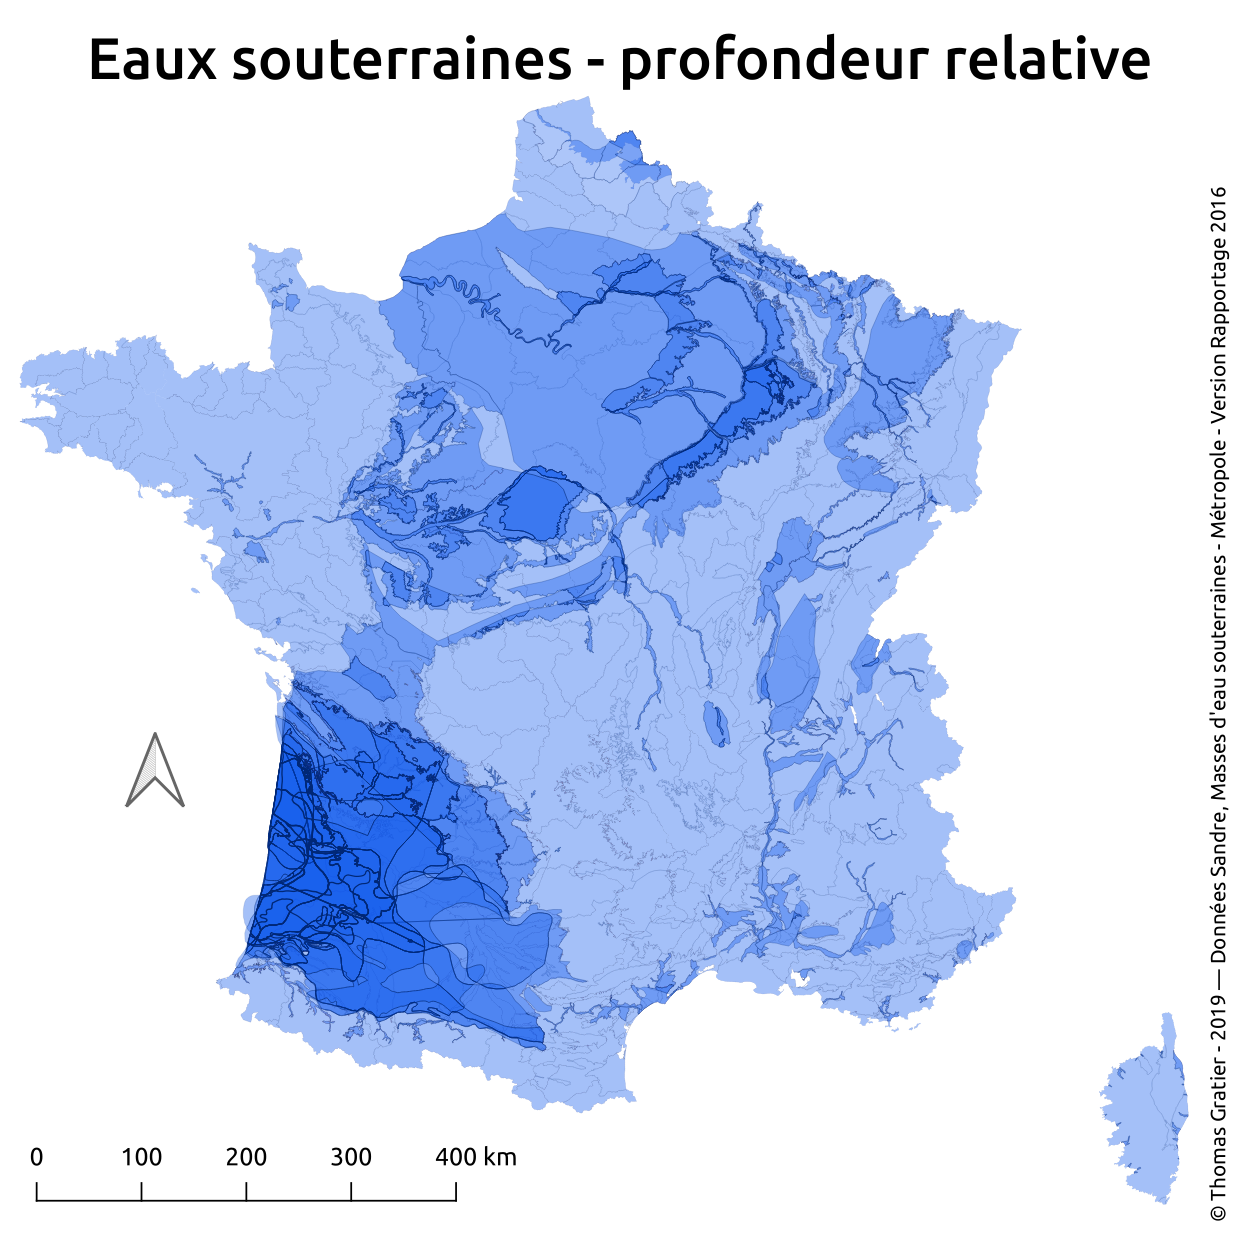 Eaux souterraines - profondeur relative
© Thomas Gratier - 2019 — Données Sandre, Masses d'eau souterraines - Métropole - Version Rapportage 2016
0 100 200 300 400 km